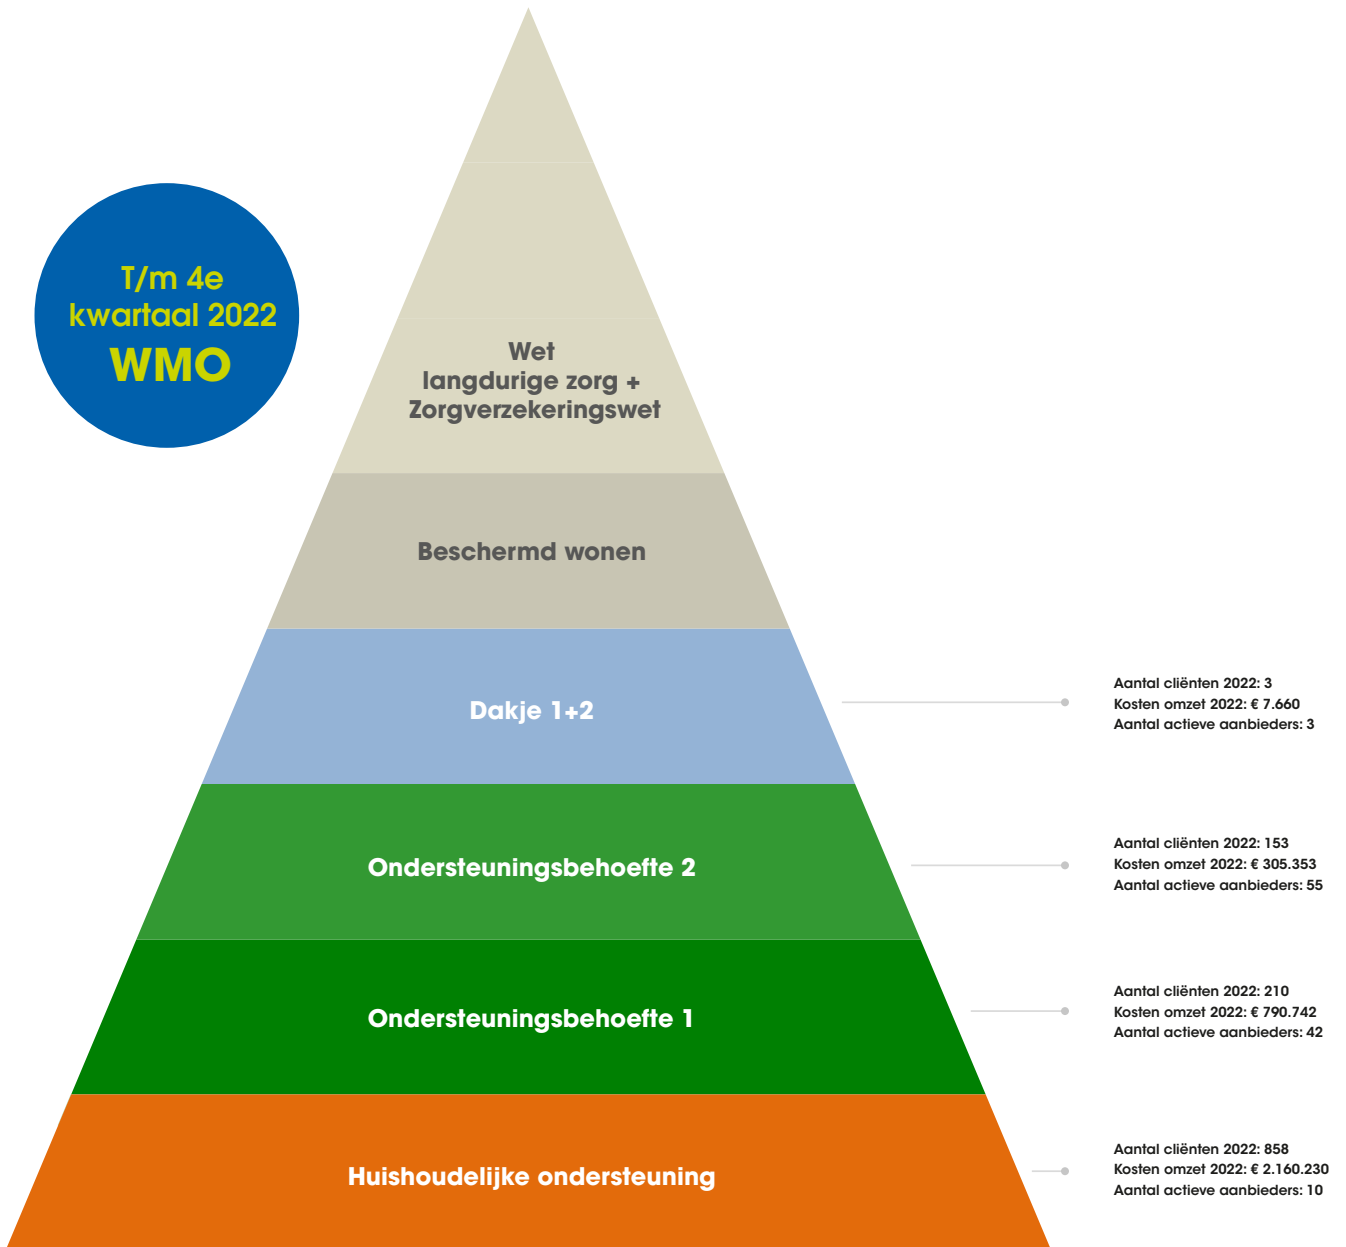 T/m 4e
kwartaal 2022
WMO
Wet
langdurige zorg +
Zorgverzekeringswet
Beschermd wonen
Dakje 1+2
Aantal cliënten 2022: 3
Kosten omzet 2022: € 7.660
Aantal actieve aanbieders: 3
Ondersteuningsbehoefte 2
Aantal cliënten 2022: 153
Kosten omzet 2022: € 305.353
Aantal actieve aanbieders: 55
Ondersteuningsbehoefte 1
Aantal cliënten 2022: 210
Kosten omzet 2022: € 790.742
Aantal actieve aanbieders: 42
Huishoudelijke ondersteuning
Aantal cliënten 2022: 858
Kosten omzet 2022: € 2.160.230
Aantal actieve aanbieders: 10